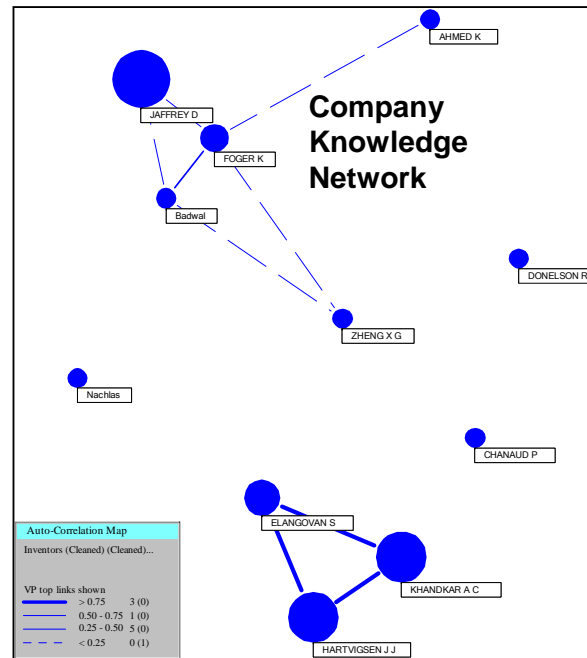 AHMED K
JAFFREY D
Company
Knowledge
Network
FOGER K
Badwal
DONELSON R
ZHENG X G
Nachlas
CHANAUD P
ELANGOVAN S
KHANDKAR A C
HARTVIGSEN J J
Auto-Correlation Map
Inventors (Cleaned) (Cleaned)...
VP top links shown
> 0.75 3 (0)
0.50 - 0.75 1 (0)
0.25 - 0.50 5 (0)
< 0.25 0 (1)